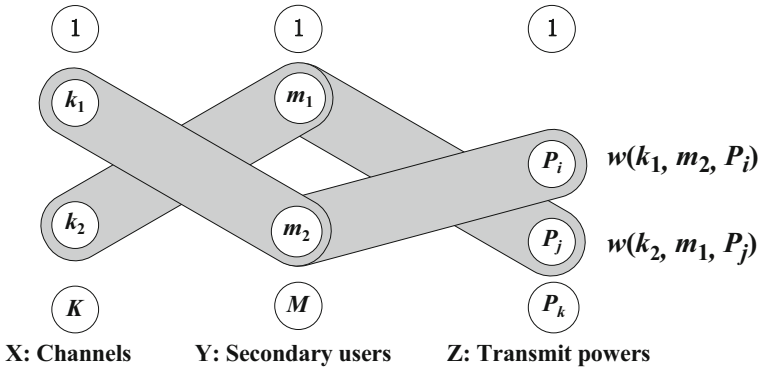 1 1 1
k1 m1
Pi w(k1, m2, Pi)
k2 m2
Pj w(k2, m1, Pj)
K M Pk
X: Channels Y: Secondary users Z: Transmit powers